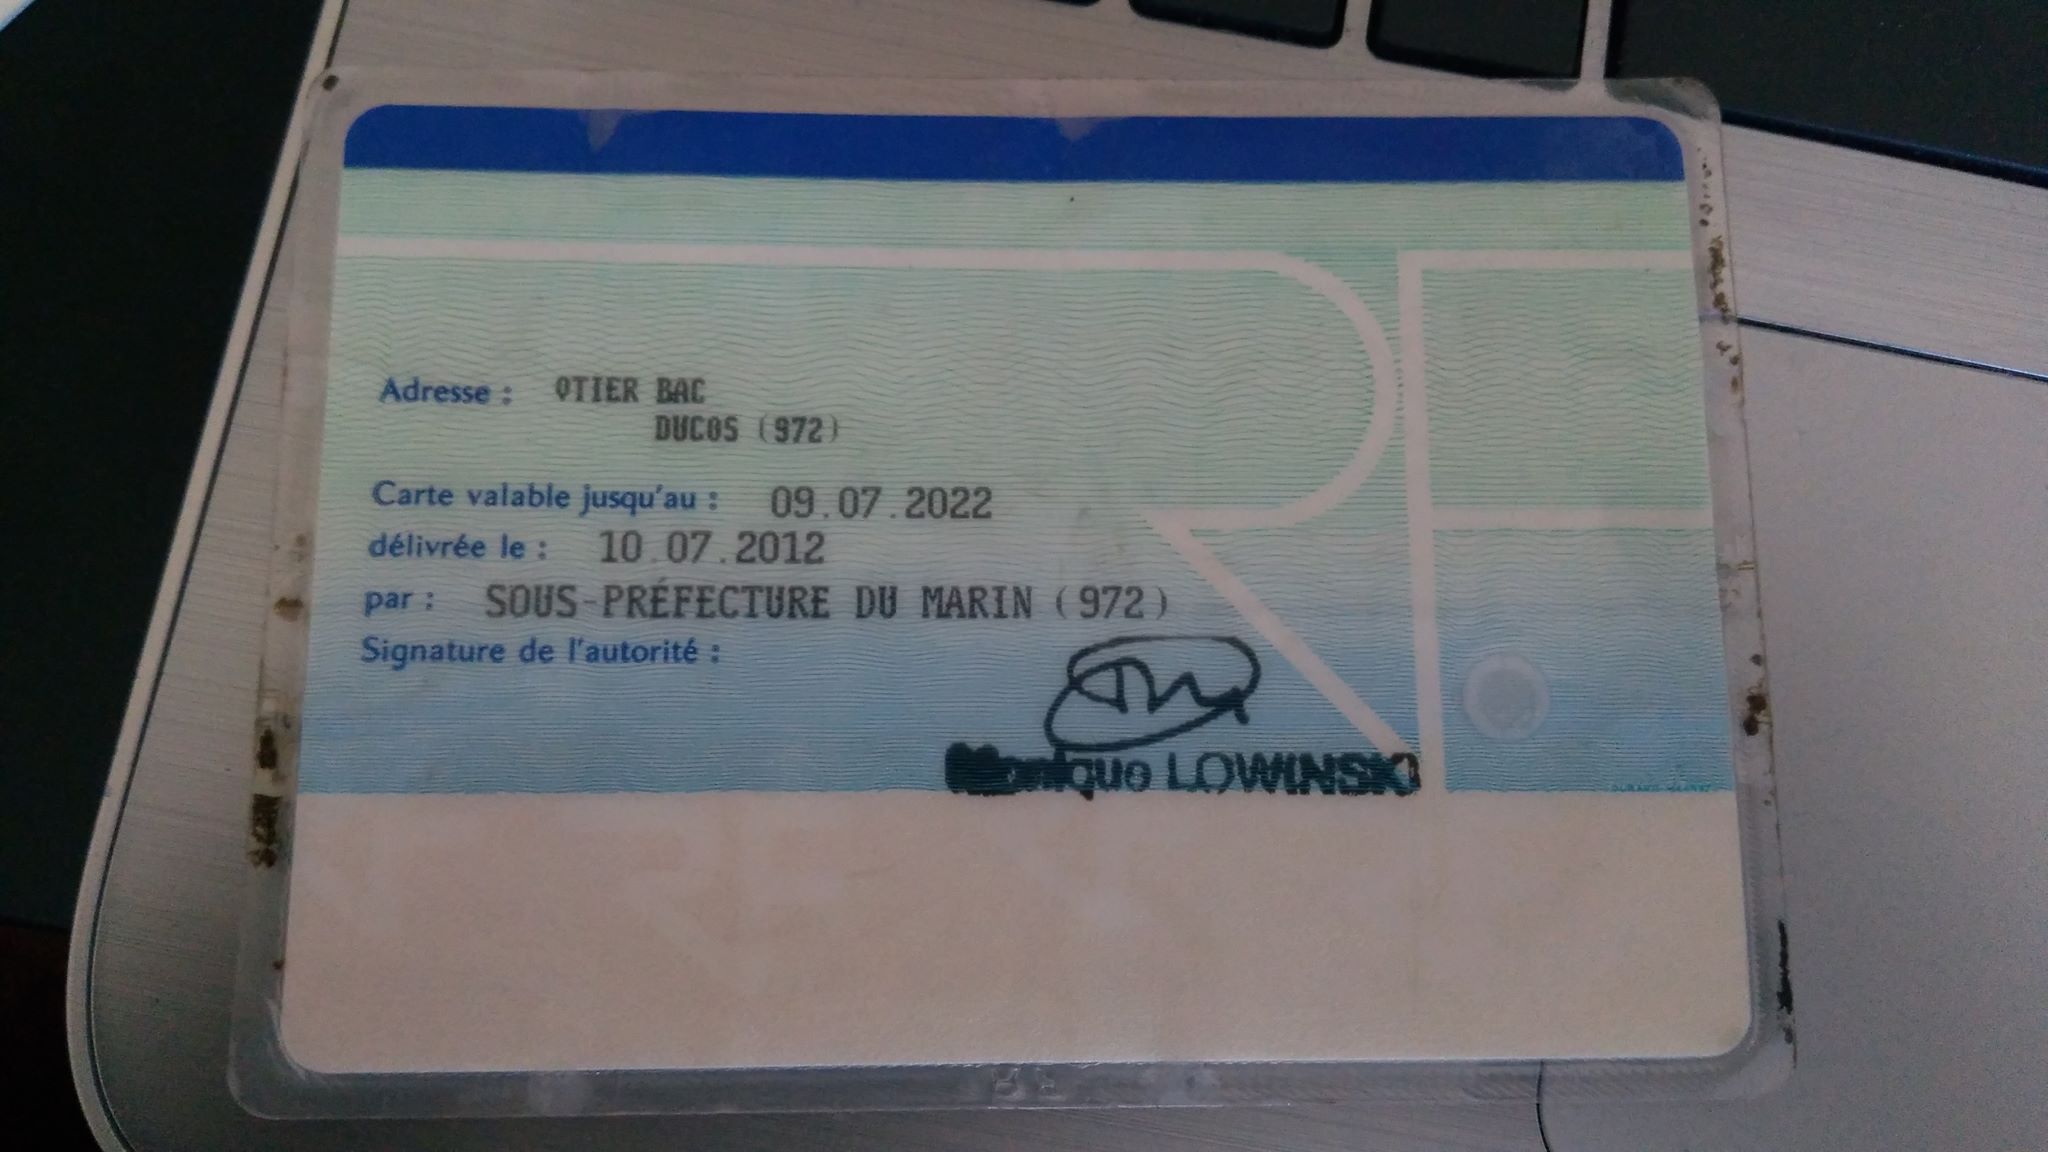 Adresse : QTIER BAC
DUCOS (972)
Carte valable jusqu'au : 09.07.2022
délivrée le : 10.07.2012
par : SOUS-PRÉFECTURE DU MARIN (972)
Signature de l'autorité :
Monique LOWINSKI
RF